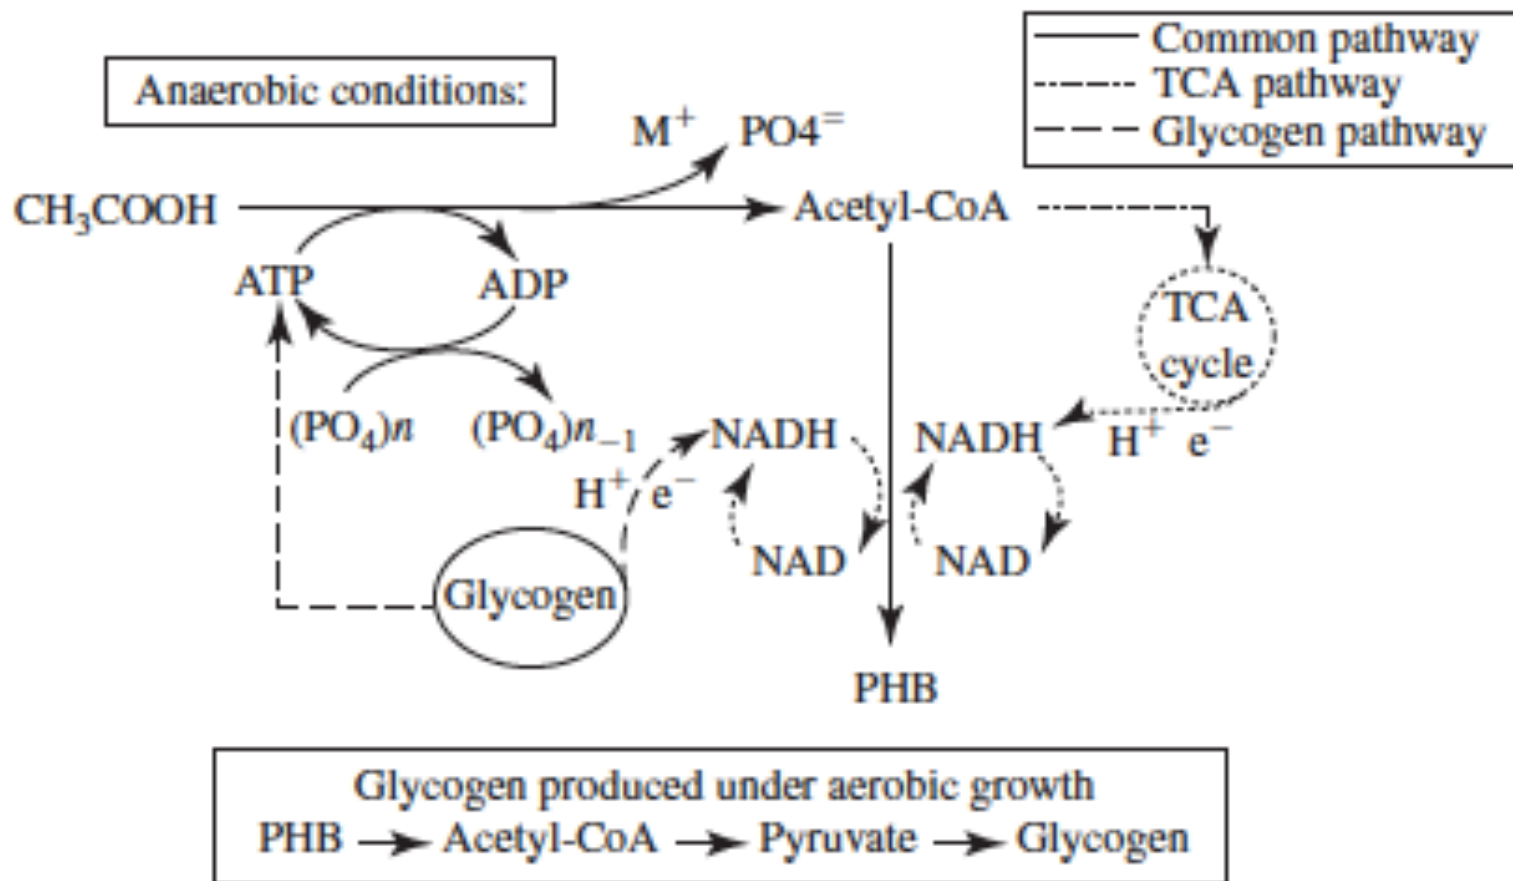 Common pathway
TCA pathway
Glycogen pathway
Anaerobic conditions:
M⁺ PO4⁼
CH₃COOH
Acetyl-CoA
ATP
ADP
TCA
cycle
(PO₄)n
(PO₄)n₋₁
NADH
NADH
H⁺ e⁻
H⁺ e⁻
NAD
NAD
Glycogen
PHB
Glycogen produced under aerobic growth
PHB → Acetyl-CoA → Pyruvate → Glycogen